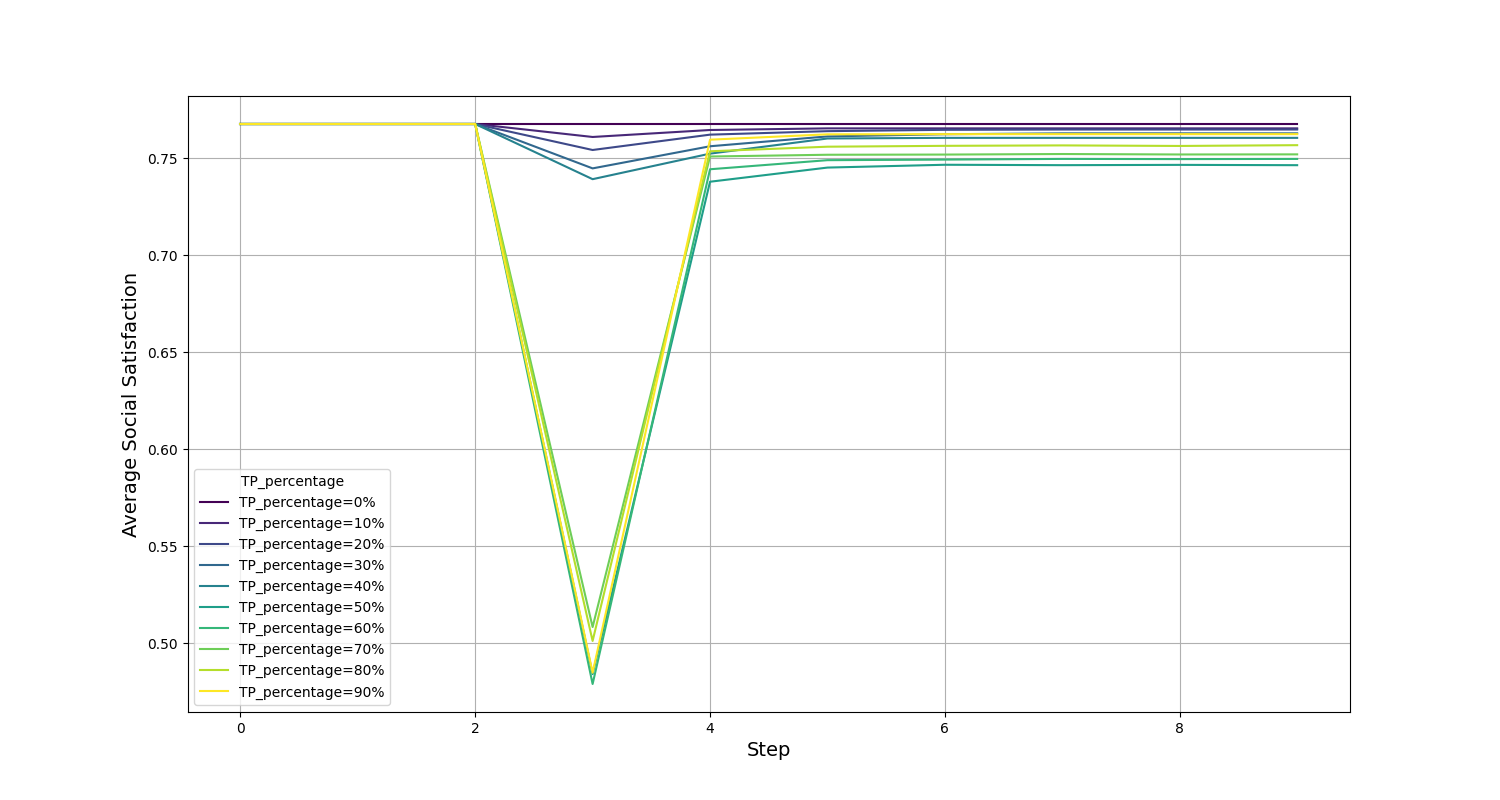 Average Social Satisfaction
0.75
0.70
0.65
0.60
0.55
0.50
TP_percentage
TP_percentage=0%
TP_percentage=10%
TP_percentage=20%
TP_percentage=30%
TP_percentage=40%
TP_percentage=50%
TP_percentage=60%
TP_percentage=70%
TP_percentage=80%
TP_percentage=90%
0 2 4 6 8
Step